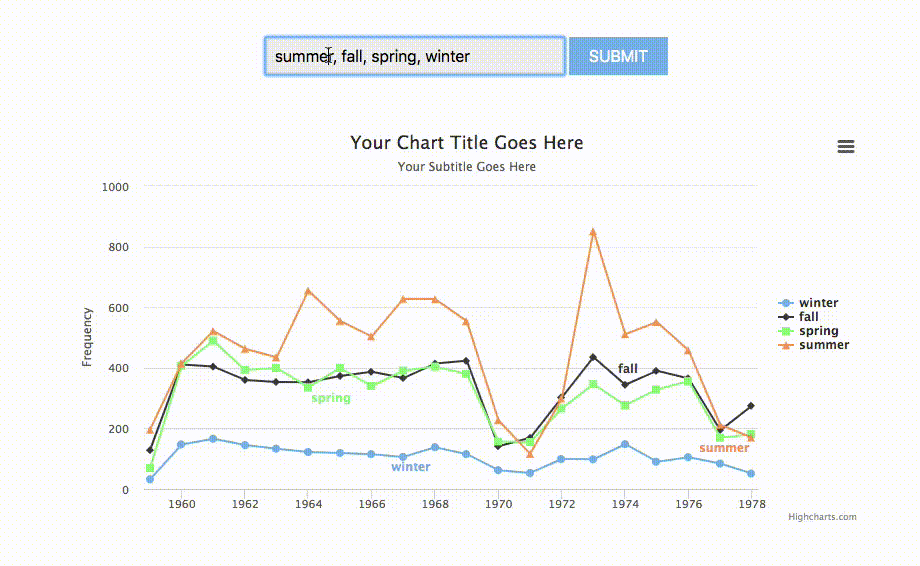 summer, fall, spring, winter
SUBMIT
Your Chart Title Goes Here
Your Subtitle Goes Here
1000
800
600
400
200
0
Frequency
fall
spring
summer
winter
winter
fall
spring
summer
1960
1962
1964
1966
1968
1970
1972
1974
1976
1978
Highcharts.com